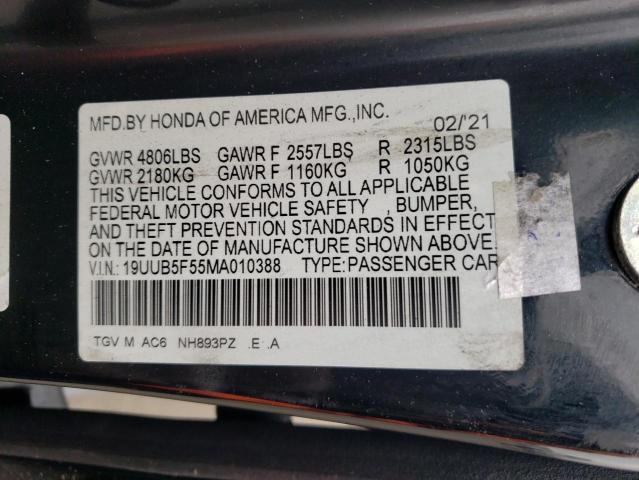 MFD.BY HONDA OF AMERICA MFG.,INC. 02/'21
GVWR 4806LBS GAWR F 2557LBS R 2315LBS
GVWR 2180KG GAWR F 1160KG R 1050KG
THIS VEHICLE CONFORMS TO ALL APPLICABLE
FEDERAL MOTOR VEHICLE SAFETY , BUMPER,
AND THEFT PREVENTION STANDARDS IN EFFECT
ON THE DATE OF MANUFACTURE SHOWN ABOVE.
V.I.N.: 19UUB5F55MA010388 TYPE:PASSENGER CAR
TGV M AC6 NH893PZ .E .A